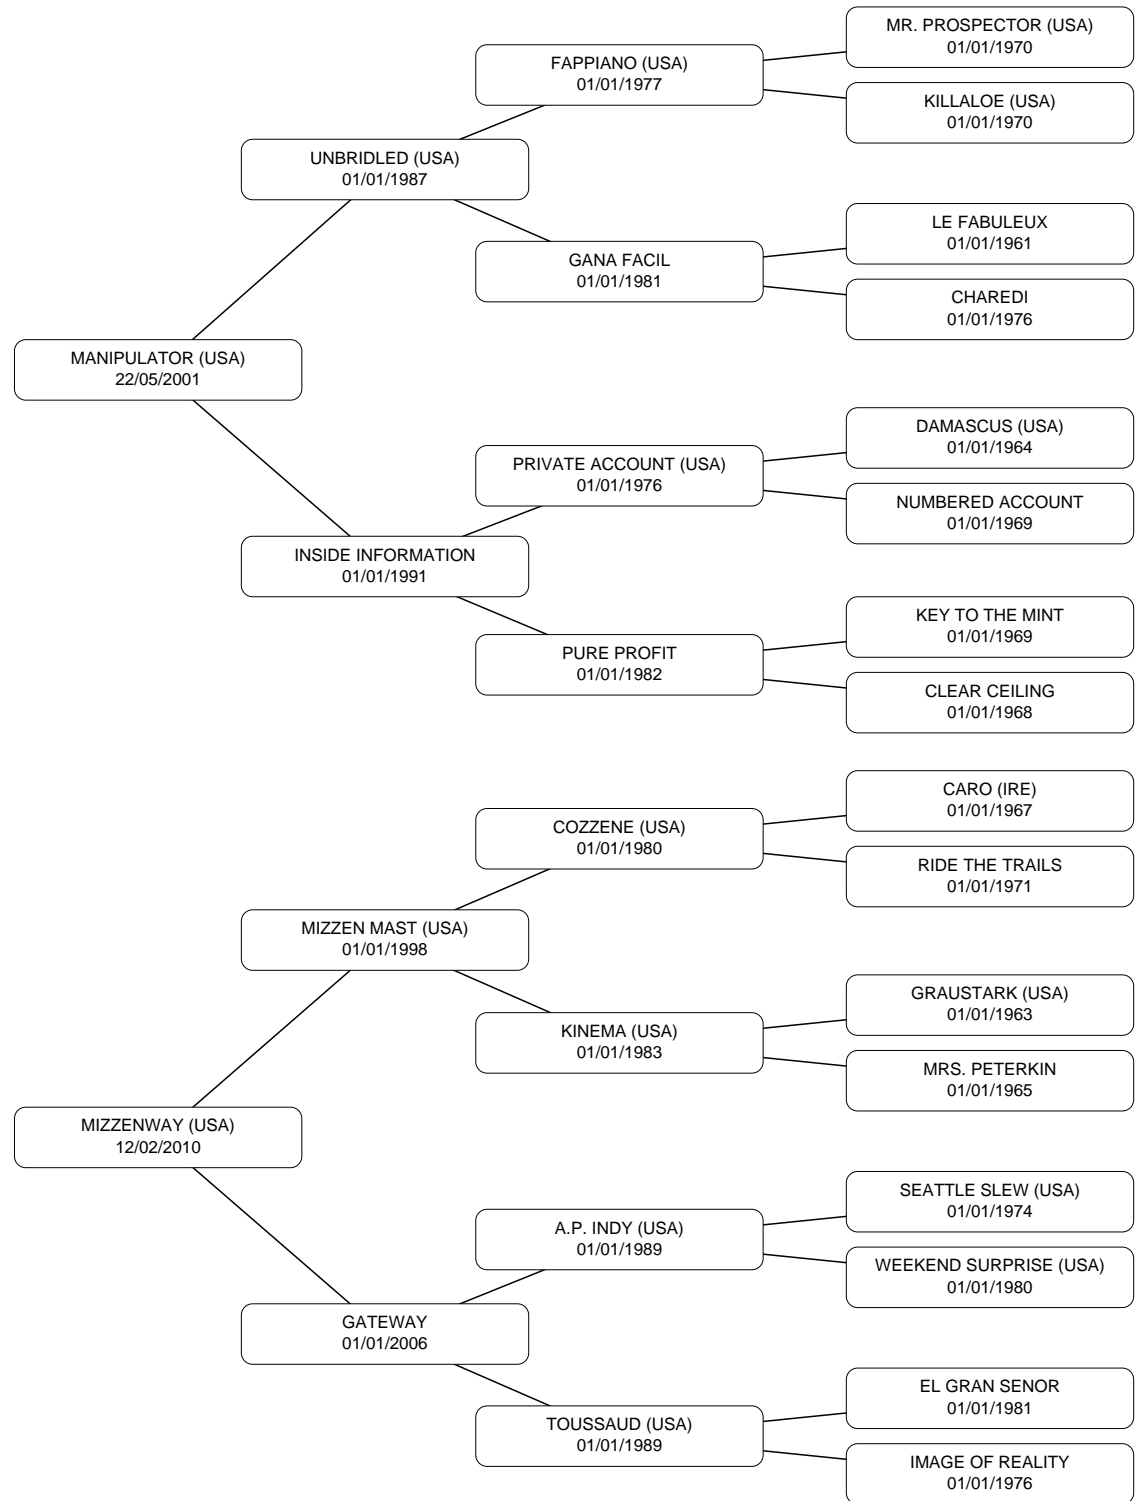 MR. PROSPECTOR (USA)
01/01/1970
FAPPIANO (USA)
01/01/1977
KILLALOE (USA)
01/01/1970
UNBRIDLED (USA)
01/01/1987
LE FABULEUX
01/01/1961
GANA FACIL
01/01/1981
CHAREDI
01/01/1976
MANIPULATOR (USA)
22/05/2001
DAMASCUS (USA)
01/01/1964
PRIVATE ACCOUNT (USA)
01/01/1976
NUMBERED ACCOUNT
01/01/1969
INSIDE INFORMATION
01/01/1991
KEY TO THE MINT
01/01/1969
PURE PROFIT
01/01/1982
CLEAR CEILING
01/01/1968
CARO (IRE)
01/01/1967
COZZENE (USA)
01/01/1980
RIDE THE TRAILS
01/01/1971
MIZZEN MAST (USA)
01/01/1998
GRAUSTARK (USA)
01/01/1963
KINEMA (USA)
01/01/1983
MRS. PETERKIN
01/01/1965
MIZZENWAY (USA)
12/02/2010
SEATTLE SLEW (USA)
01/01/1974
A.P. INDY (USA)
01/01/1989
WEEKEND SURPRISE (USA)
01/01/1980
GATEWAY
01/01/2006
EL GRAN SENOR
01/01/1981
TOUSSAUD (USA)
01/01/1989
IMAGE OF REALITY
01/01/1976